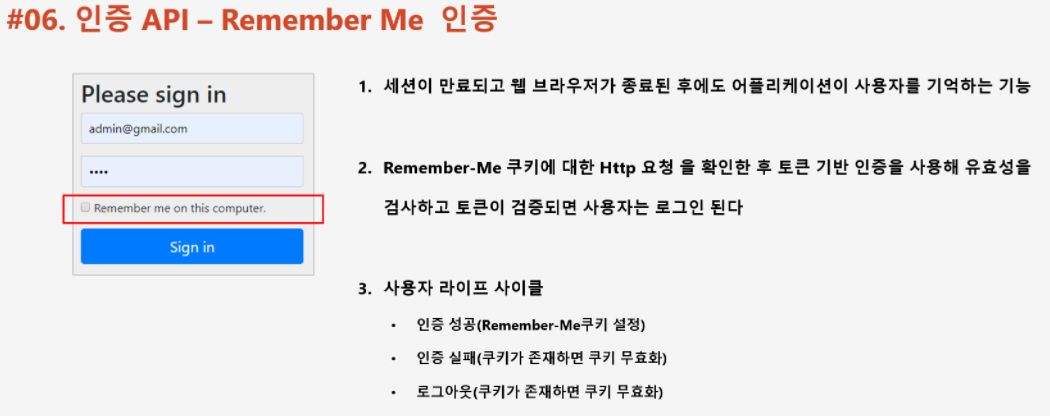 #06. 인증 API – Remember Me 인증
Please sign in
admin@gmail.com
••••
Remember me on this computer.
Sign in
1. 세션이 만료되고 웹 브라우저가 종료된 후에도 어플리케이션이 사용자를 기억하는 기능
2. Remember-Me 쿠키에 대한 Http 요청 을 확인한 후 토큰 기반 인증을 사용해 유효성을
검사하고 토큰이 검증되면 사용자는 로그인 된다
3. 사용자 라이프 사이클
• 인증 성공(Remember-Me쿠키 설정)
• 인증 실패(쿠키가 존재하면 쿠키 무효화)
• 로그아웃(쿠키가 존재하면 쿠키 무효화)